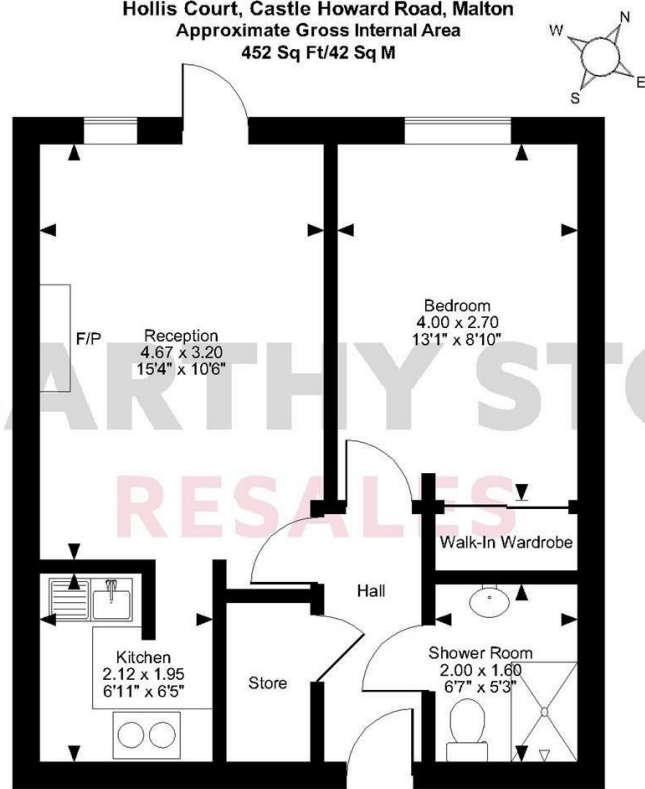 Hollis Court, Castle Howard Road, Malton
Approximate Gross Internal Area
452 Sq Ft/42 Sq M
N
W
E
S
Bedroom
4.00 x 2.70
13'1" x 8'10"
F/P
Reception
4.67 x 3.20
15'4" x 10'6"
ARTHY STO
RESALES
Walk-In Wardrobe
Hall
Kitchen
2.12 x 1.95
6'11" x 6'5"
Store
Shower Room
2.00 x 1.60
6'7" x 5'3"